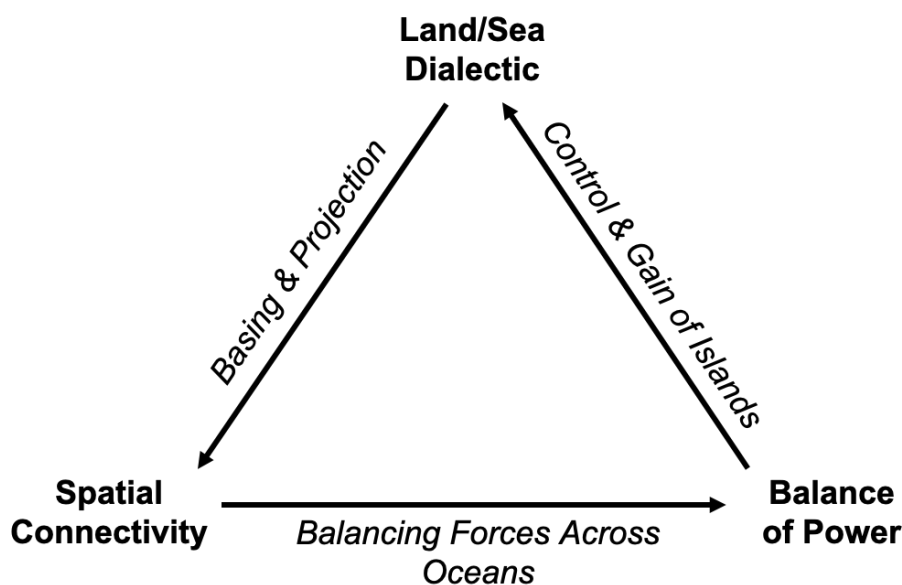 Land/Sea
Dialectic
Basing & Projection
Control & Gain of Islands
Spatial
Connectivity
Balancing Forces Across
Oceans
Balance
of Power